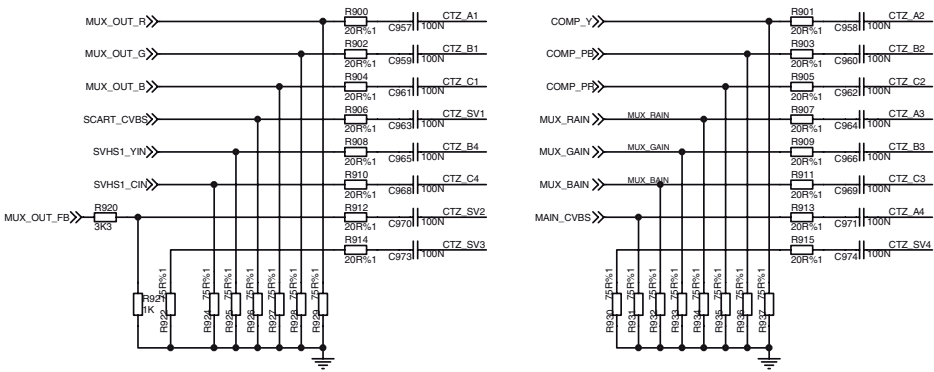 MUX_OUT_R R900 20R%1 C957 100N CTZ_A1
MUX_OUT_G R902 20R%1 C959 100N CTZ_B1
MUX_OUT_B R904 20R%1 C961 100N CTZ_C1
SCART_CVBS R906 20R%1 C963 100N CTZ_SV1
SVHS1_YIN R908 20R%1 C965 100N CTZ_B4
SVHS1_CIN R910 20R%1 C968 100N CTZ_C4
MUX_OUT_FB R920 3K3 R912 20R%1 C970 100N CTZ_SV2
R914 20R%1 C973 100N CTZ_SV3
R921 1K
R922 75R%1
R924 75R%1
R925 75R%1
R926 75R%1
R927 75R%1
R928 75R%1
R929 75R%1
COMP_Y R901 20R%1 C958 100N CTZ_A2
COMP_PB R903 20R%1 C960 100N CTZ_B2
COMP_PR R905 20R%1 C962 100N CTZ_C2
MUX_RAIN MUX_RAIN R907 20R%1 C964 100N CTZ_A3
MUX_GAIN MUX_GAIN R909 20R%1 C966 100N CTZ_B3
MUX_BAIN MUX_BAIN R911 20R%1 C969 100N CTZ_C3
MAIN_CVBS R913 20R%1 C971 100N CTZ_A4
R915 20R%1 C974 100N CTZ_SV4
R930 75R%1
R931 75R%1
R932 75R%1
R933 75R%1
R934 75R%1
R935 75R%1
R936 75R%1
R937 75R%1